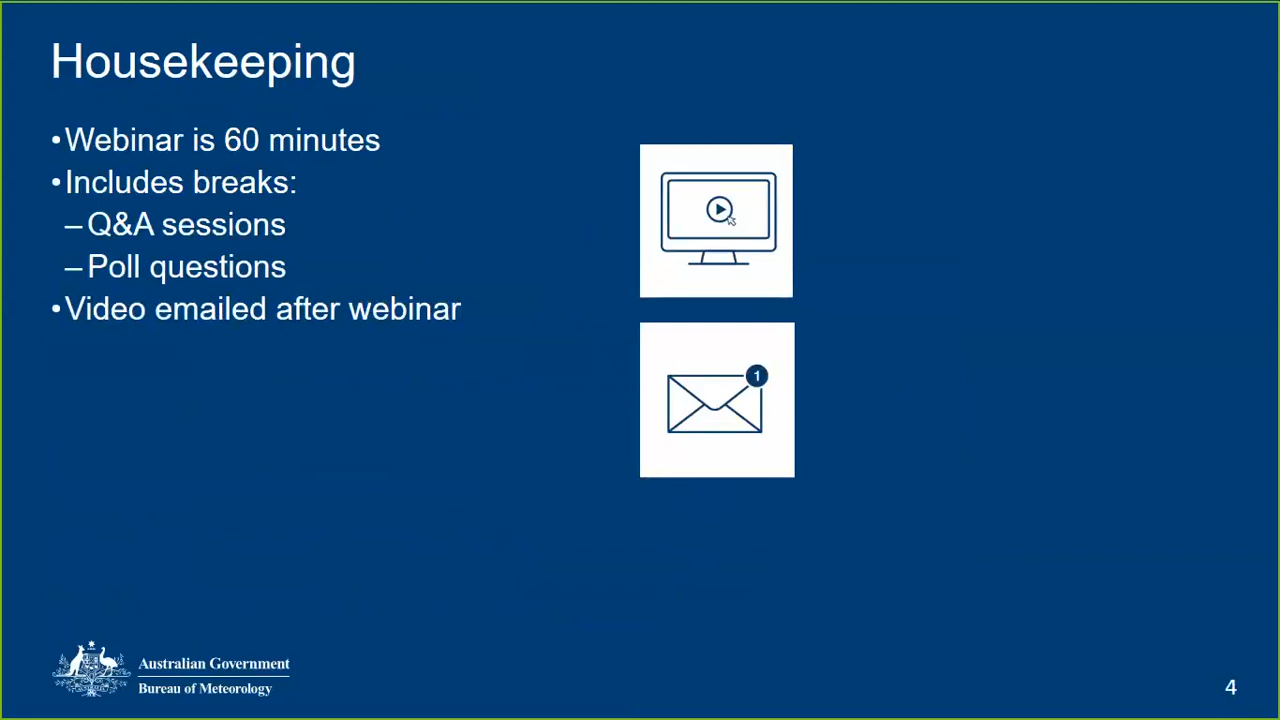 Housekeeping
•Webinar is 60 minutes
•Includes breaks:
–Q&A sessions
–Poll questions
•Video emailed after webinar
1
Australian Government
Bureau of Meteorology
4